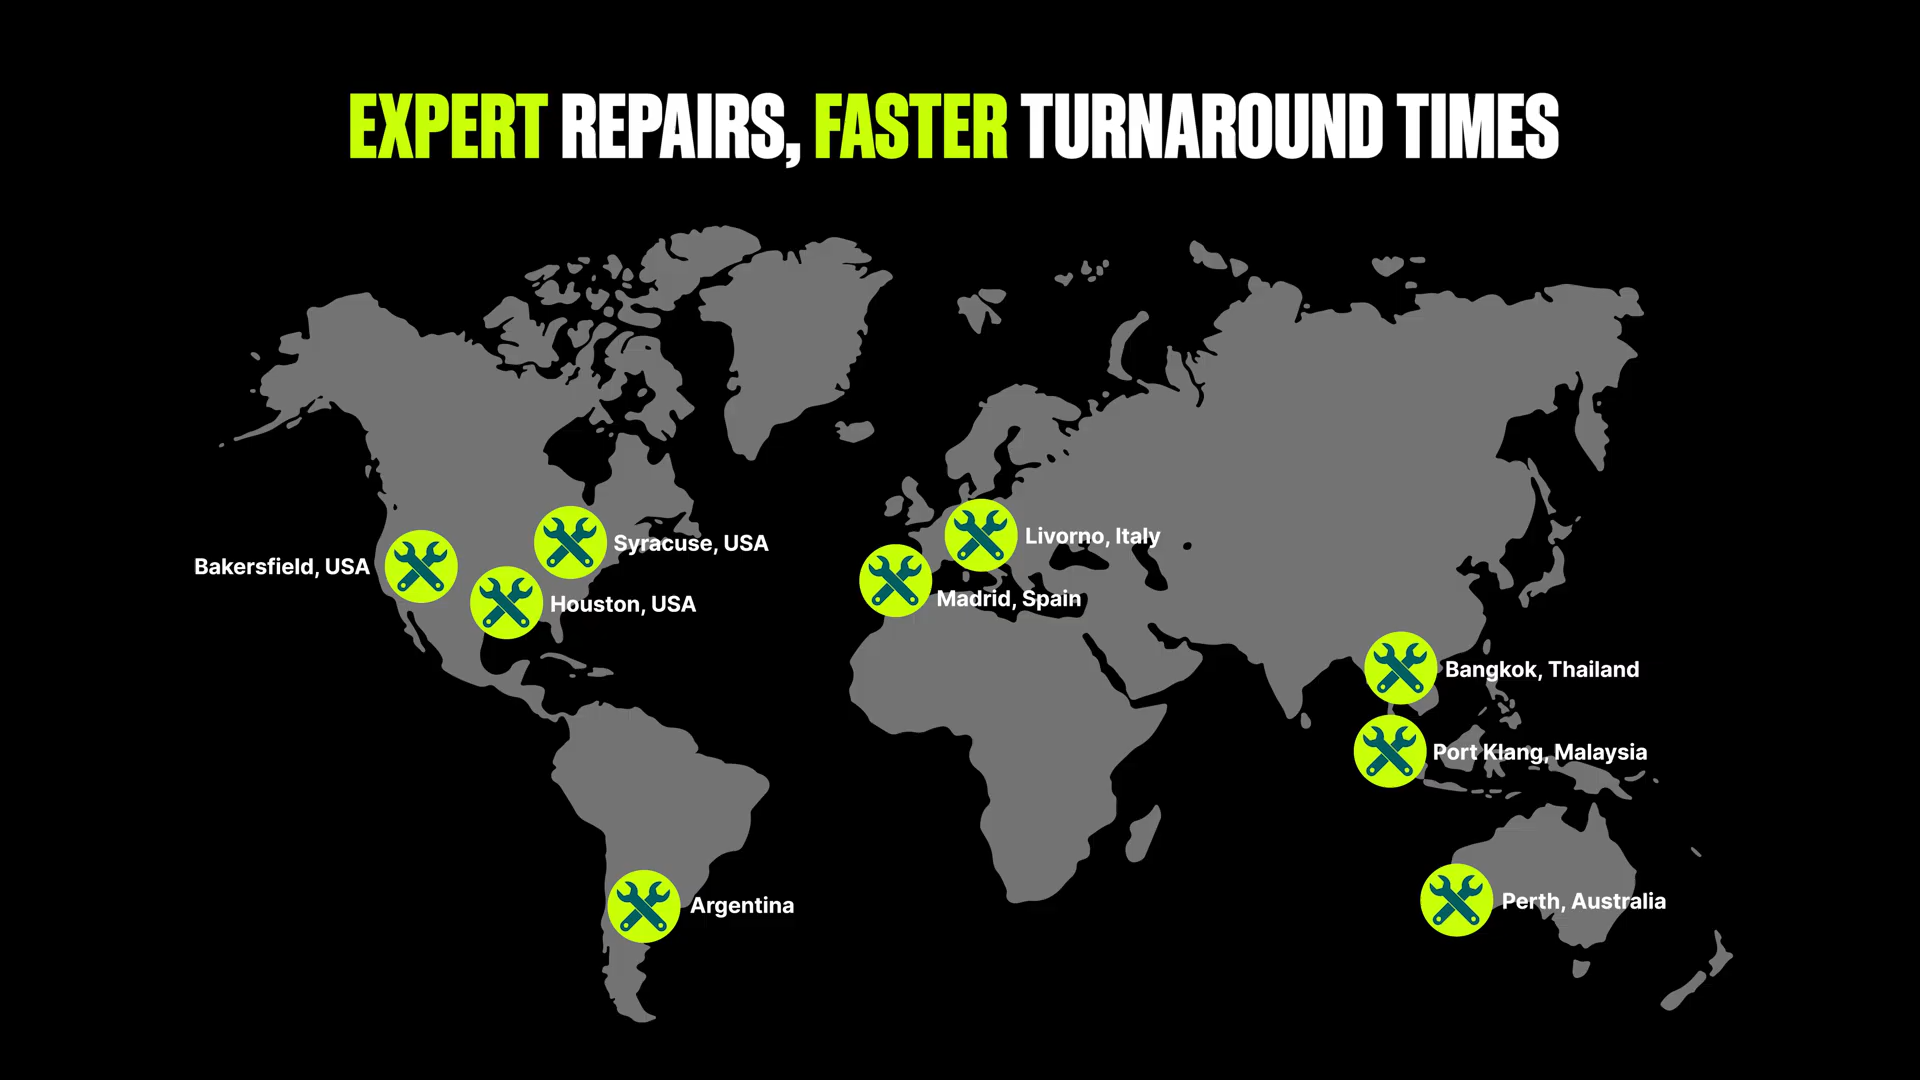 EXPERT REPAIRS, FASTER TURNAROUND TIMES
Syracuse, USA
Livorno, Italy
Bakersfield, USA
Houston, USA
Madrid, Spain
Bangkok, Thailand
Port Klang, Malaysia
Argentina
Perth, Australia